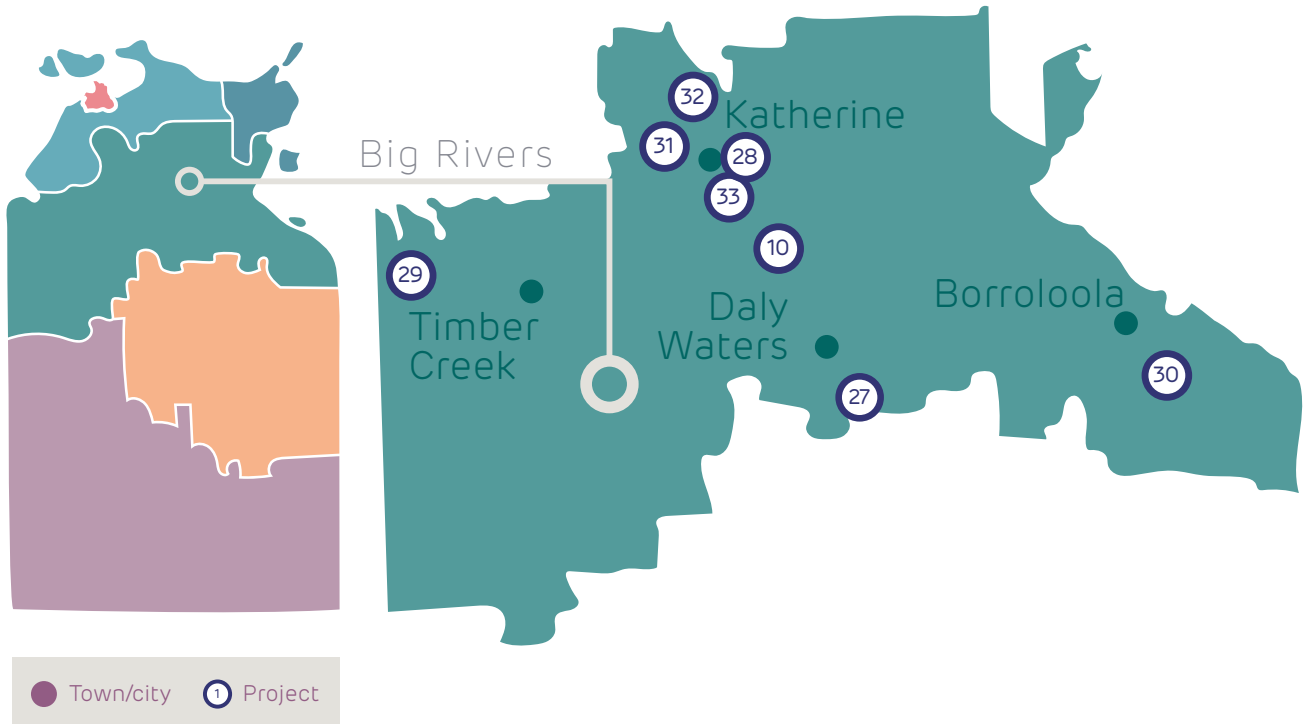 Big Rivers
32
Katherine
31
28
33
10
29
Timber
Creek
Daly
Waters
Borroloola
27
30
Town/city
1
Project